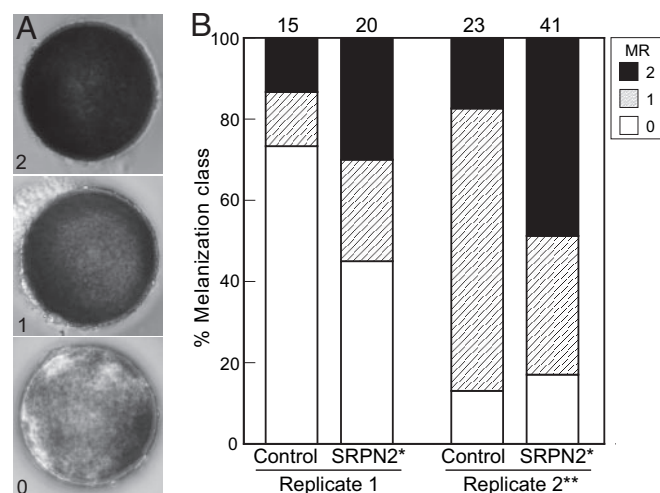 A
2
1
0
B
15 20 23 41
100
80
60
40
20
0
% Melanization class
Control SRPN2* Control SRPN2*
Replicate 1 Replicate 2**
MR
2
1
0